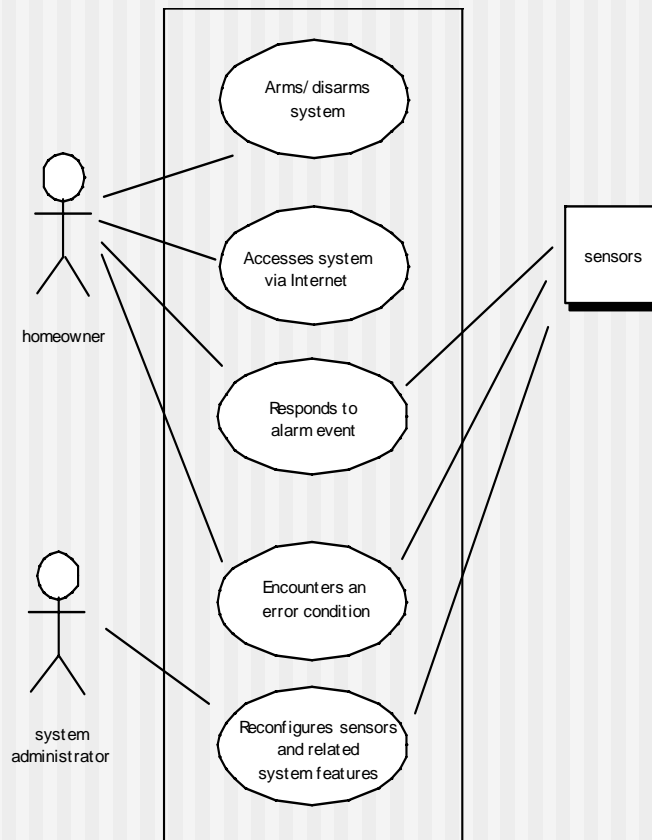 Arms/ disarms
system
Accesses system
via Internet
sensors
homeowner
Responds to
alarm event
Encounters an
error condition
system
administrator
Reconfigures sensors
and related
system features